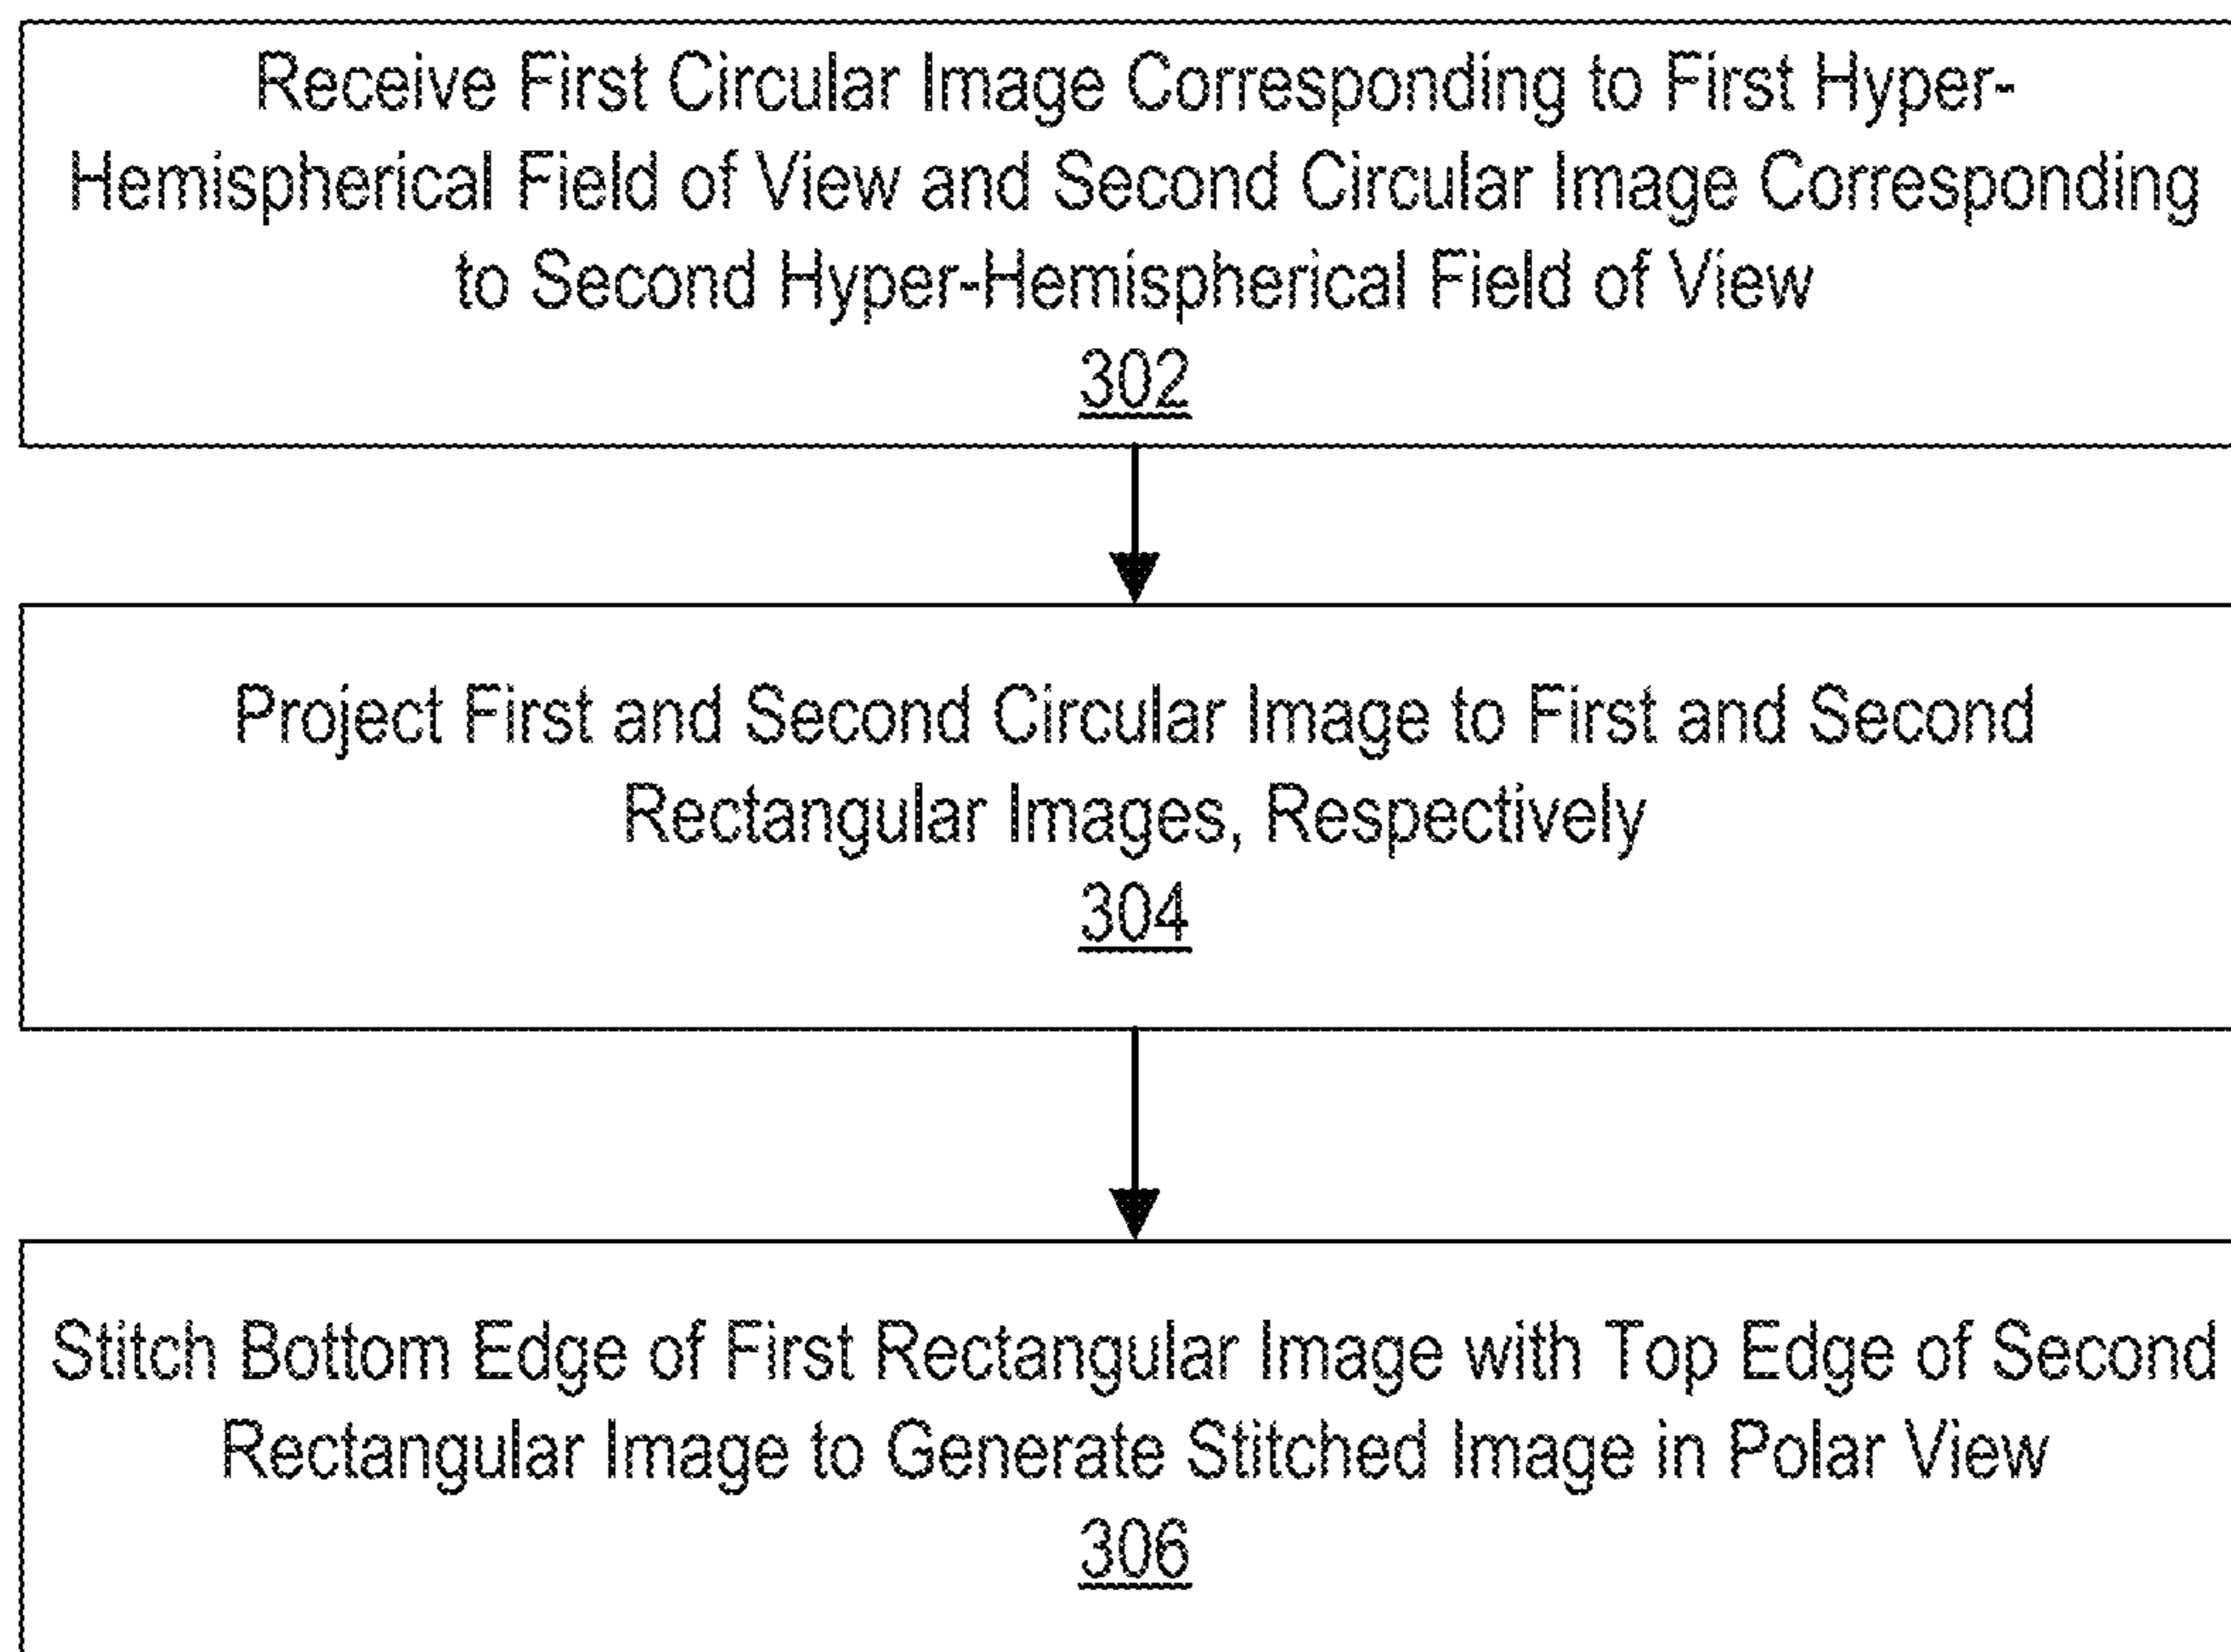 Receive First Circular Image Corresponding to First Hyper-
Hemispherical Field of View and Second Circular Image Corresponding
to Second Hyper-Hemispherical Field of View
302
Project First and Second Circular Image to First and Second
Rectangular Images, Respectively
304
Stitch Bottom Edge of First Rectangular Image with Top Edge of Second
Rectangular Image to Generate Stitched Image in Polar View
306